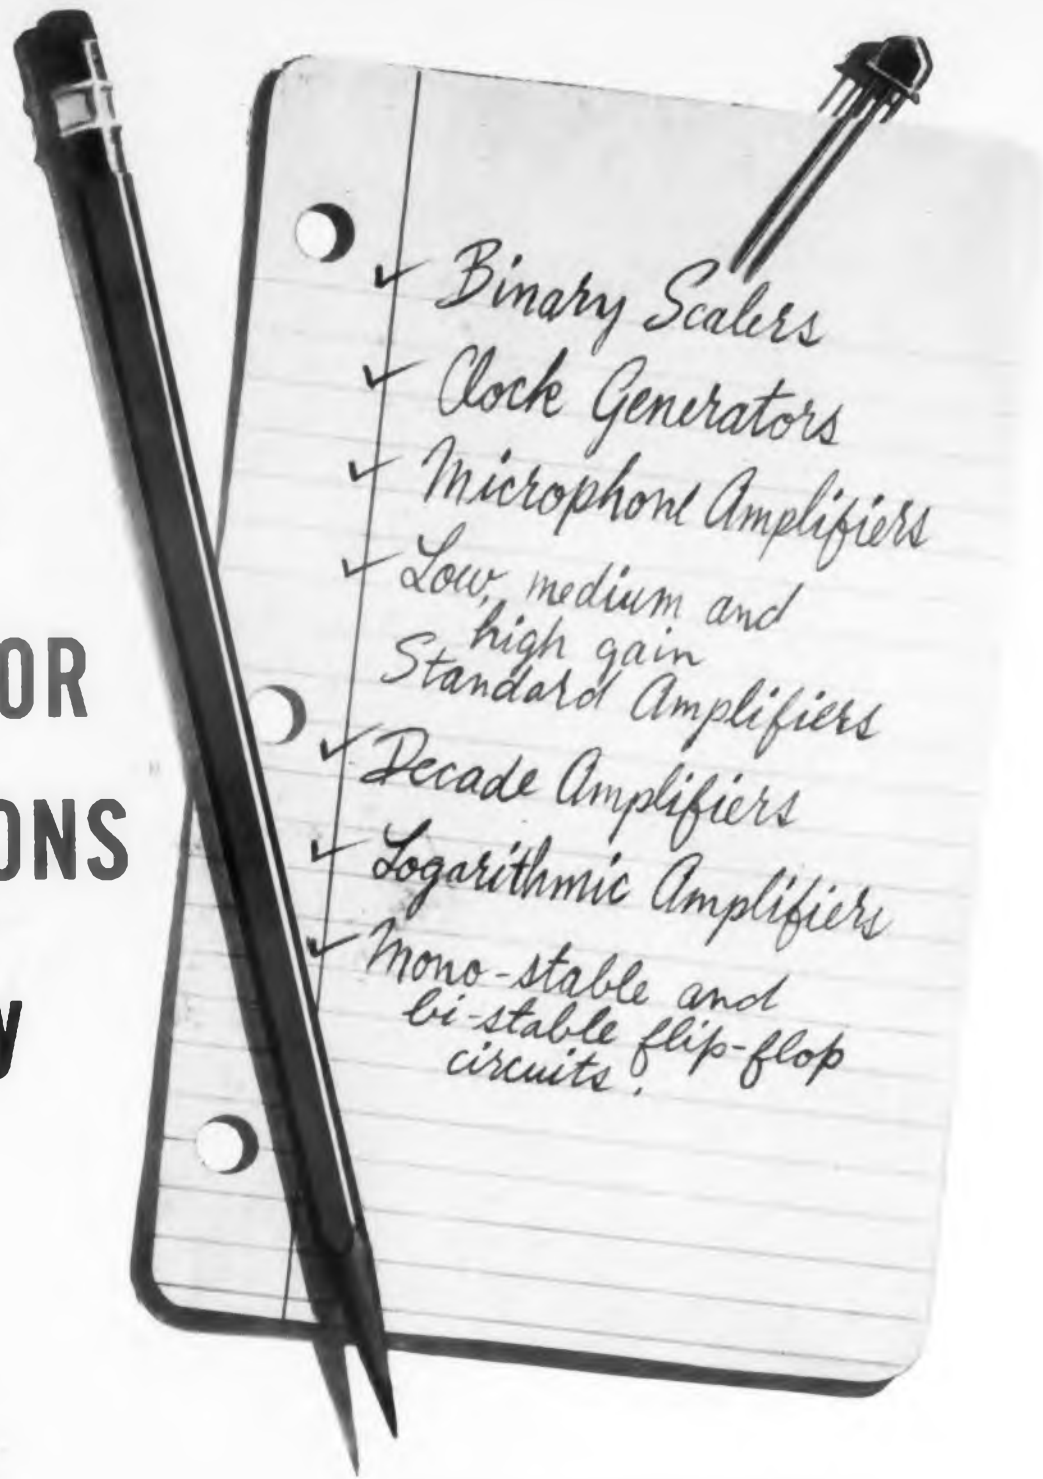 OR
ONS
✓ Binary Scalers
✓ Clock Generators
✓ Microphone Amplifiers
✓ Low, medium and
high gain
Standard Amplifiers
✓ Decade Amplifiers
✓ Logarithmic Amplifiers
✓ Mono-stable and
bi-stable flip-flop
circuits.